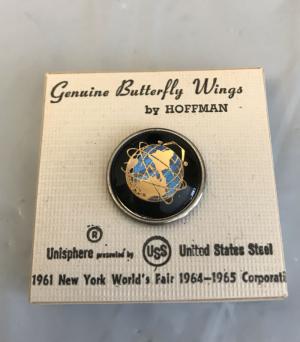 Genuine Butterfly Wings
by HOFFMAN
®
Unisphere presented by USS United States Steel
1961 New York World's Fair 1964-1965 Corporati